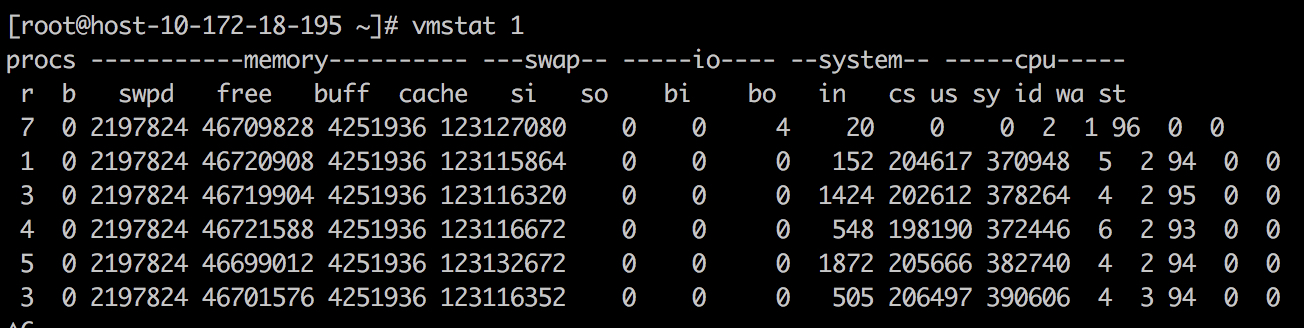 [root@host-10-172-18-195 ~]# vmstat 1
procs -----------memory---------- ---swap-- -----io---- --system-- -----cpu-----
 r  b   swpd   free   buff  cache   si   so    bi    bo   in   cs us sy id wa st
 7  0 2197824 46709828 4251936 123127080    0    0     4    20    0    0  2  1 96  0  0
 1  0 2197824 46720908 4251936 123115864    0    0     0   152 204617 370948  5  2 94  0  0
 3  0 2197824 46719904 4251936 123116320    0    0     0  1424 202612 378264  4  2 95  0  0
 4  0 2197824 46721588 4251936 123116672    0    0     0   548 198190 372446  6  2 93  0  0
 5  0 2197824 46699012 4251936 123132672    0    0     0  1872 205666 382740  4  2 94  0  0
 3  0 2197824 46701576 4251936 123116352    0    0     0   505 206497 390606  4  3 94  0  0